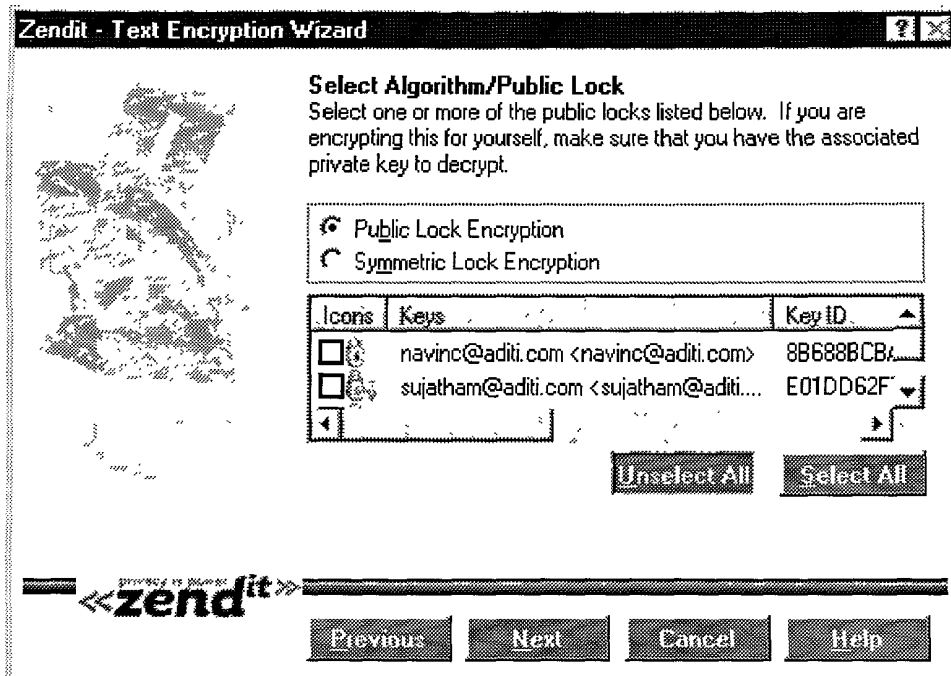 Zendit - Text Encryption Wizard
Select Algorithm/Public Lock
Select one or more of the public locks listed below. If you are
encrypting this for yourself, make sure that you have the associated
private key to decrypt.
Public Lock Encryption
Symmetric Lock Encryption
Icons Keys Key ID
navinc@aditi.com <navinc@aditi.com> 8B688BCBA
sujatham@aditi.com <sujatham@aditi.... E01DD62F
Unselect All Select All
«zendit»
Previous Next Cancel Help